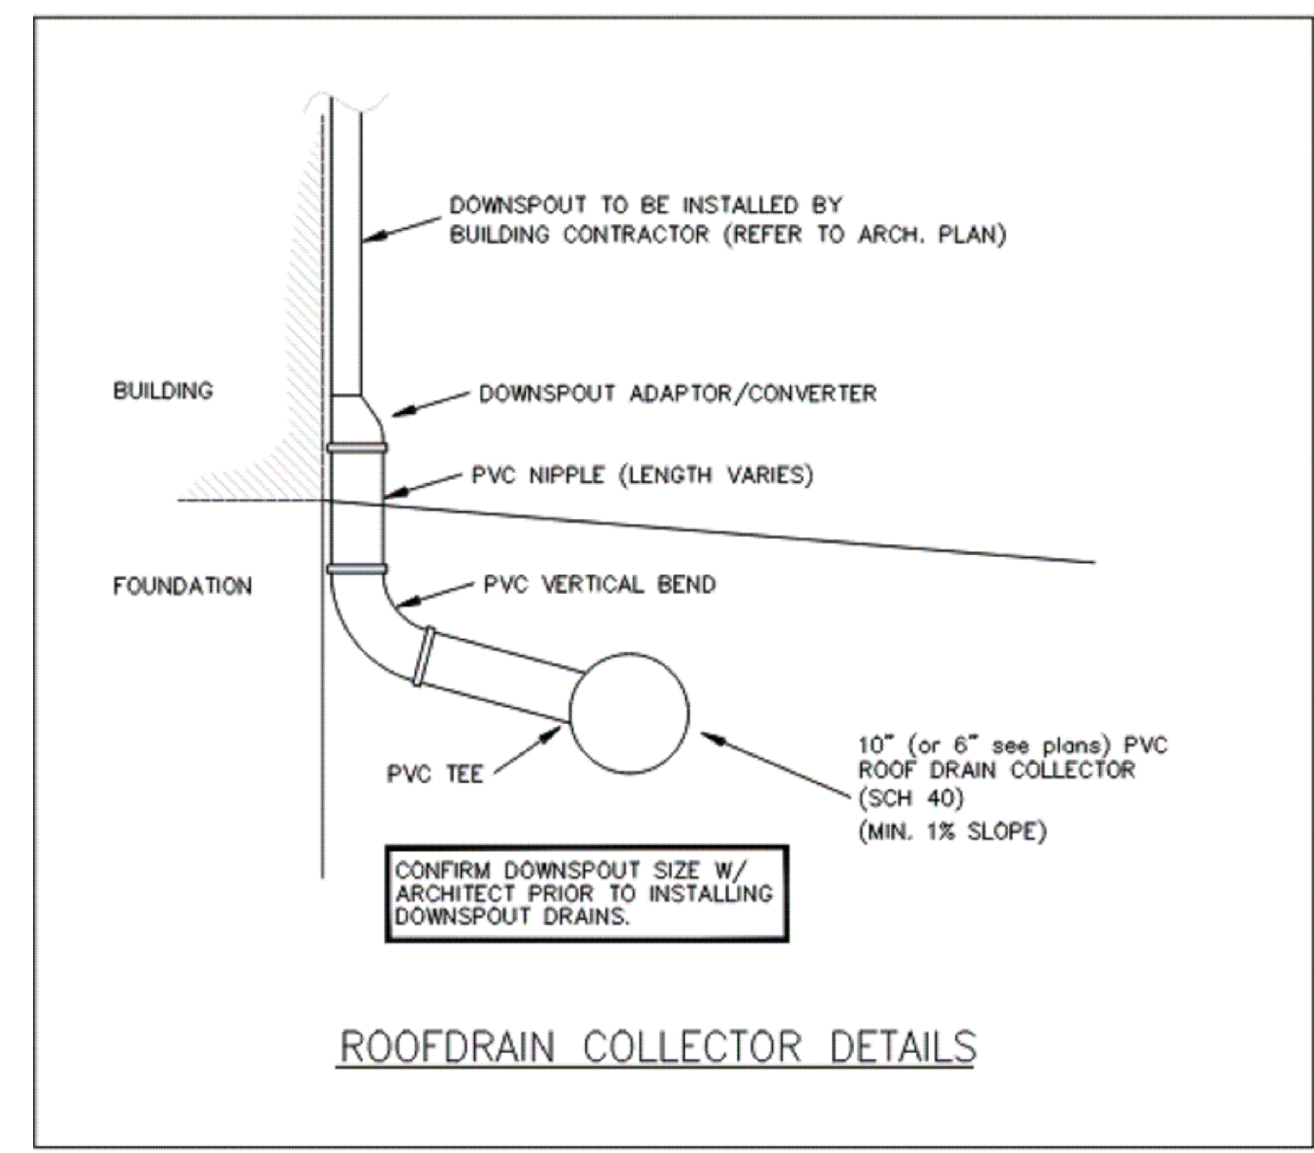 DOWNSPOUT TO BE INSTALLED BY
BUILDING CONTRACTOR (REFER TO ARCH. PLAN)
BUILDING
DOWNSPOUT ADAPTOR/CONVERTER
PVC NIPPLE (LENGTH VARIES)
FOUNDATION
PVC VERTICAL BEND
PVC TEE
10" (or 6" see plans) PVC
ROOF DRAIN COLLECTOR
(SCH 40)
(MIN. 1% SLOPE)
CONFIRM DOWNSPOUT SIZE W/
ARCHITECT PRIOR TO INSTALLING
DOWNSPOUT DRAINS.
ROOFDRAIN COLLECTOR DETAILS